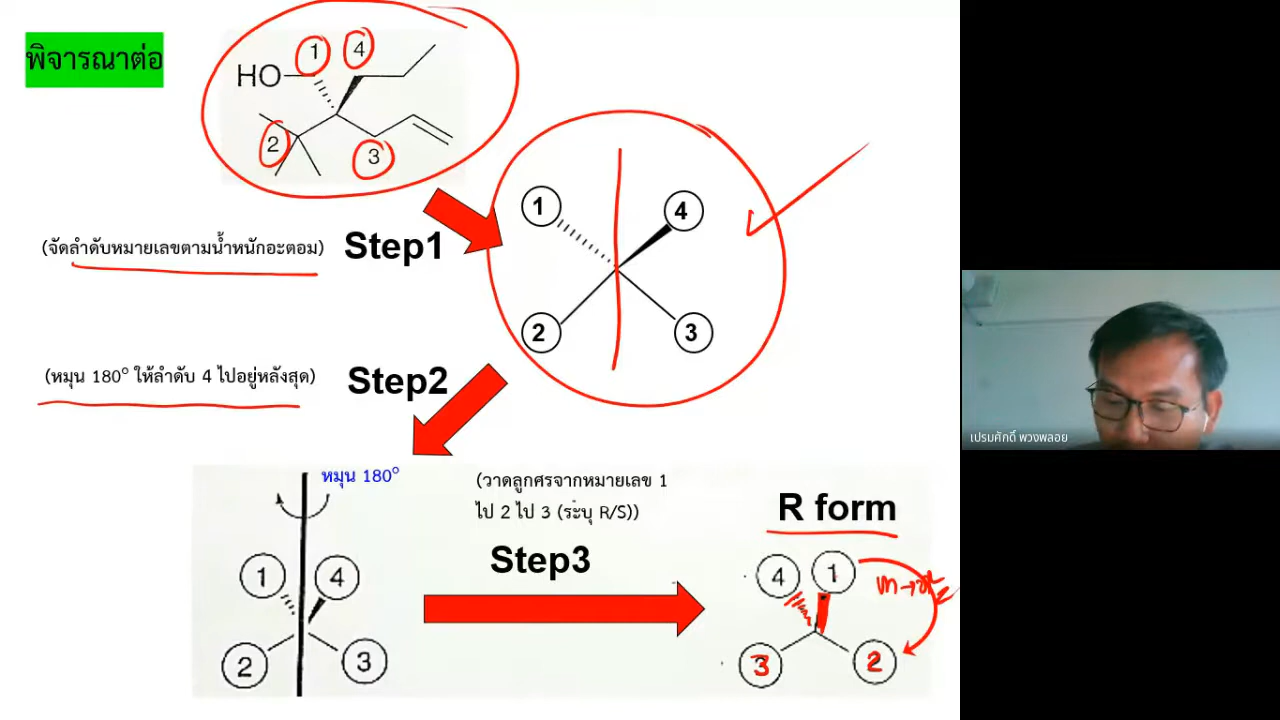 พิจารณาต่อ
1
4
HO
2
3
1
4
(จัดลำดับหมายเลขตามน้ำหนักอะตอม)
Step1
2
3
(หมุน 180° ให้ลำดับ 4 ไปอยู่หลังสุด)
Step2
เปรมศักดิ์ พวงพลอย
หมุน 180°
(วาดลูกศรจากหมายเลข 1
ไป 2 ไป 3 (ระบุ R/S))
R form
Step3
1
4
4
1
2
3
3
2